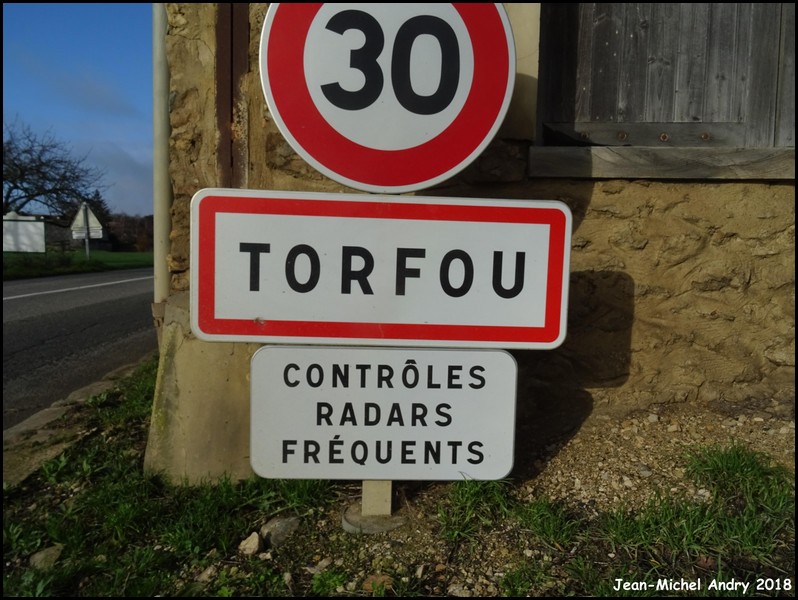 30
TORFOU
CONTRÔLES
RADARS
FRÉQUENTS
Jean-Michel Andry 2018